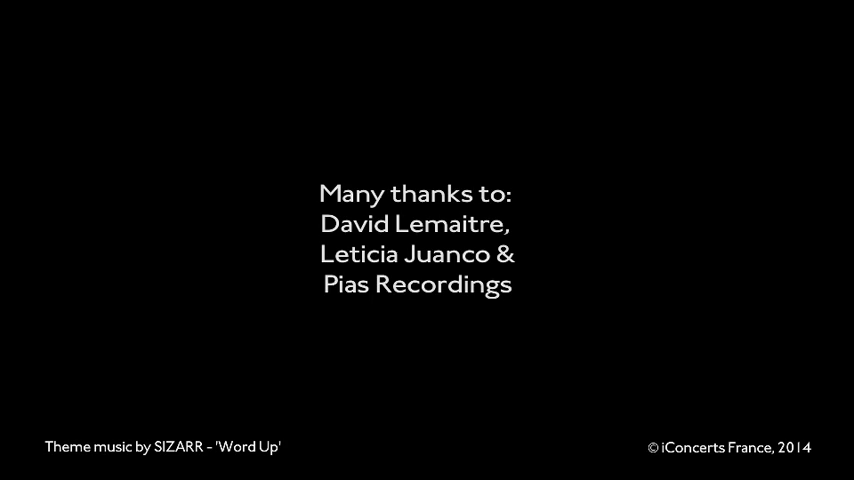 Many thanks to:
David Lemaitre,
Leticia Juanco &
Pias Recordings
Theme music by SIZARR - 'Word Up'
© iConcerts France, 2014